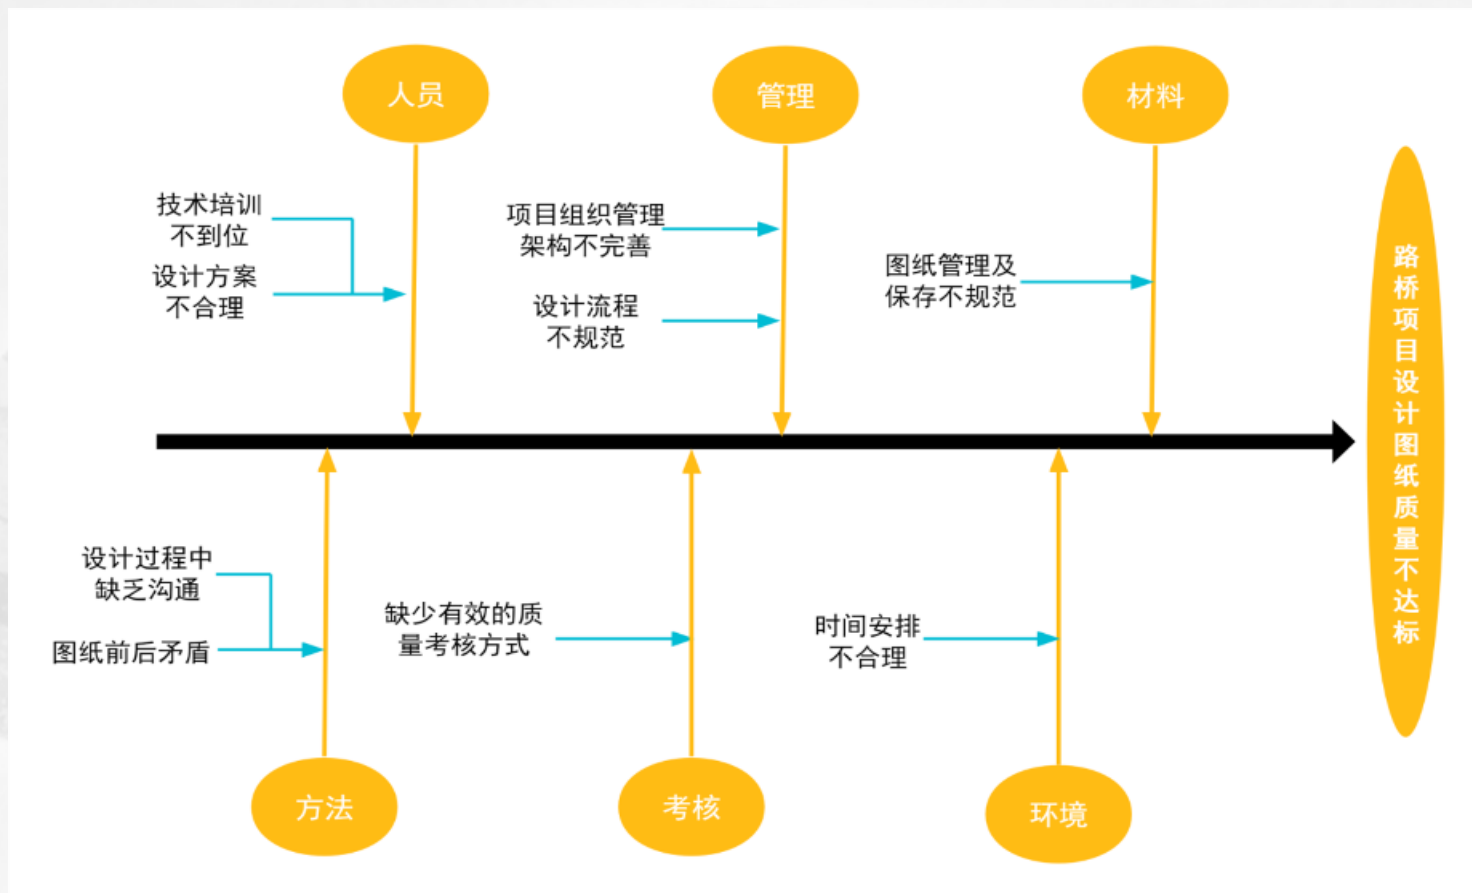 人员
管理
材料
技术培训
不到位
设计方案
不合理
项目组织管理
架构不完善
设计流程
不规范
图纸管理及
保存不规范
路桥项目设计图纸质量不达标
设计过程中
缺乏沟通
图纸前后矛盾
缺少有效的质
量考核方式
时间安排
不合理
方法
考核
环境